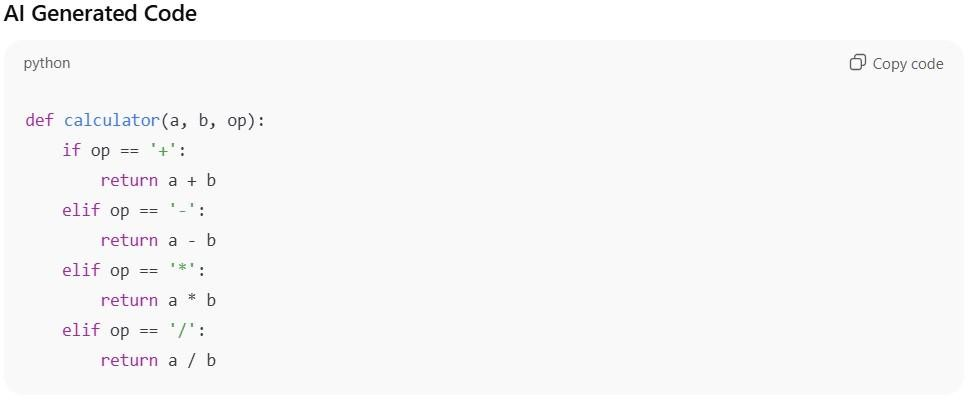 AI Generated Code
python
Copy code
def calculator(a, b, op):
    if op == '+':
        return a + b
    elif op == '-':
        return a - b
    elif op == '*':
        return a * b
    elif op == '/':
        return a / b